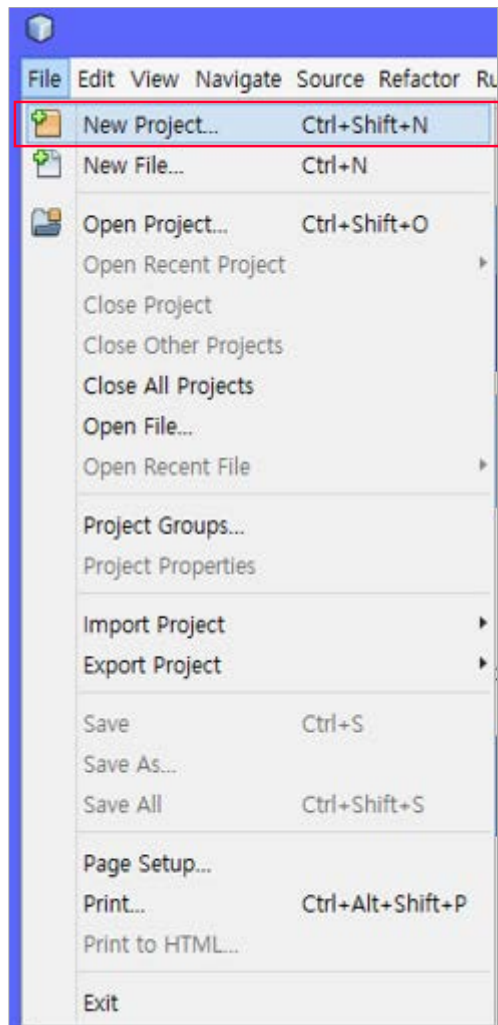 File Edit View Navigate Source Refactor
New Project... Ctrl+Shift+N
New File... Ctrl+N
Open Project... Ctrl+Shift+O
Open Recent Project
Close Project
Close Other Projects
Close All Projects
Open File...
Open Recent File
Project Groups...
Project Properties
Import Project
Export Project
Save Ctrl+S
Save As...
Save All Ctrl+Shift+S
Page Setup...
Print... Ctrl+Alt+Shift+P
Print to HTML...
Exit